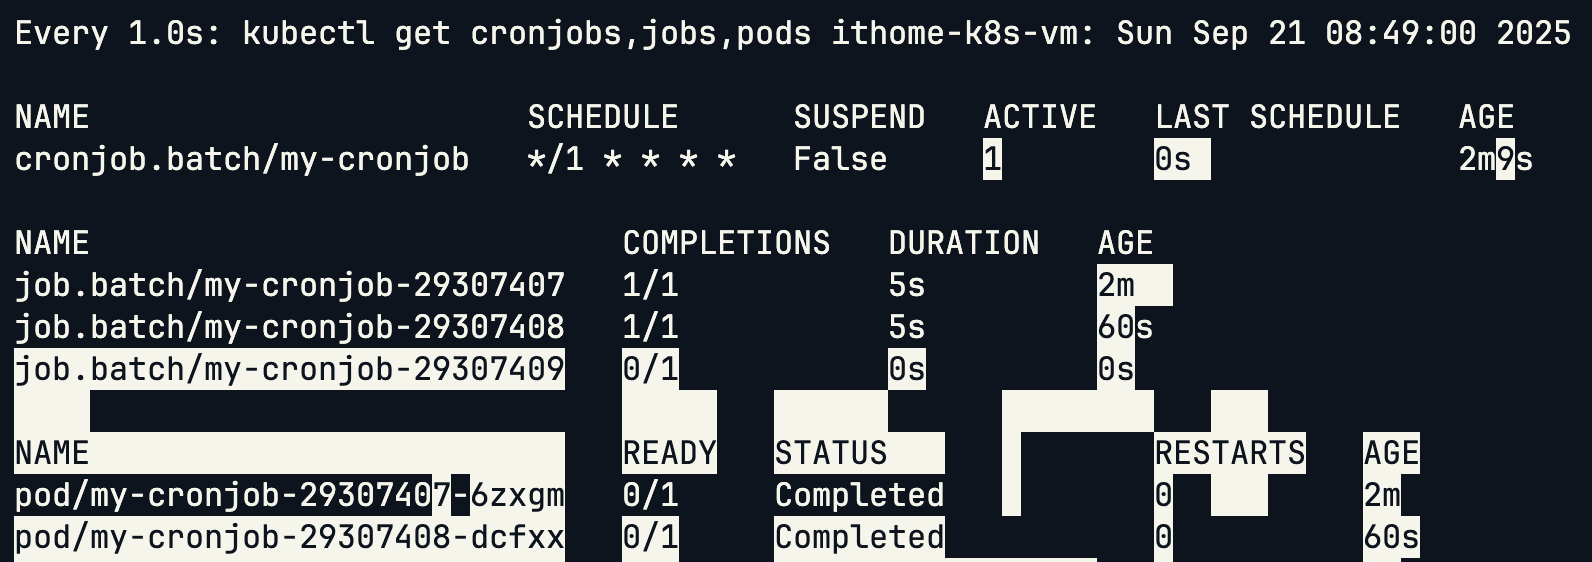 Every 1.0s: kubectl get cronjobs,jobs,pods ithome-k8s-vm: Sun Sep 21 08:49:00 2025
NAME SCHEDULE SUSPEND ACTIVE LAST SCHEDULE AGE
cronjob.batch/my-cronjob */1 * * * * False 1 0s 2m9s
NAME COMPLETIONS DURATION AGE
job.batch/my-cronjob-29307407 1/1 5s 2m
job.batch/my-cronjob-29307408 1/1 5s 60s
job.batch/my-cronjob-29307409 0/1 0s 0s
NAME READY STATUS RESTARTS AGE
pod/my-cronjob-29307407-6zxgm 0/1 Completed 0 2m
pod/my-cronjob-29307408-dcfxx 0/1 Completed 0 60s